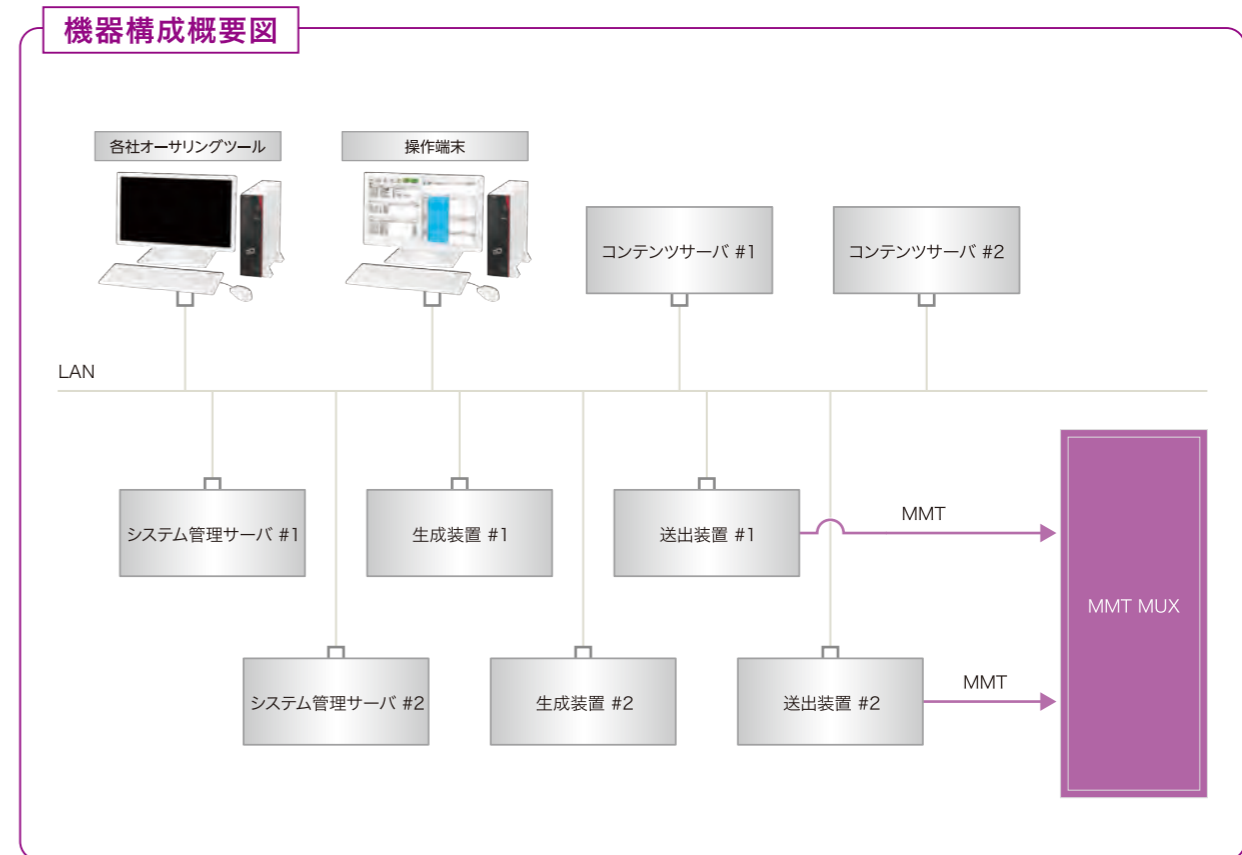 機器構成概要図
各社オーサリングツール
操作端末
コンテンツサーバ #1
コンテンツサーバ #2
LAN
システム管理サーバ #1
生成装置 #1
送出装置 #1
MMT
MMT MUX
システム管理サーバ #2
生成装置 #2
送出装置 #2
MMT